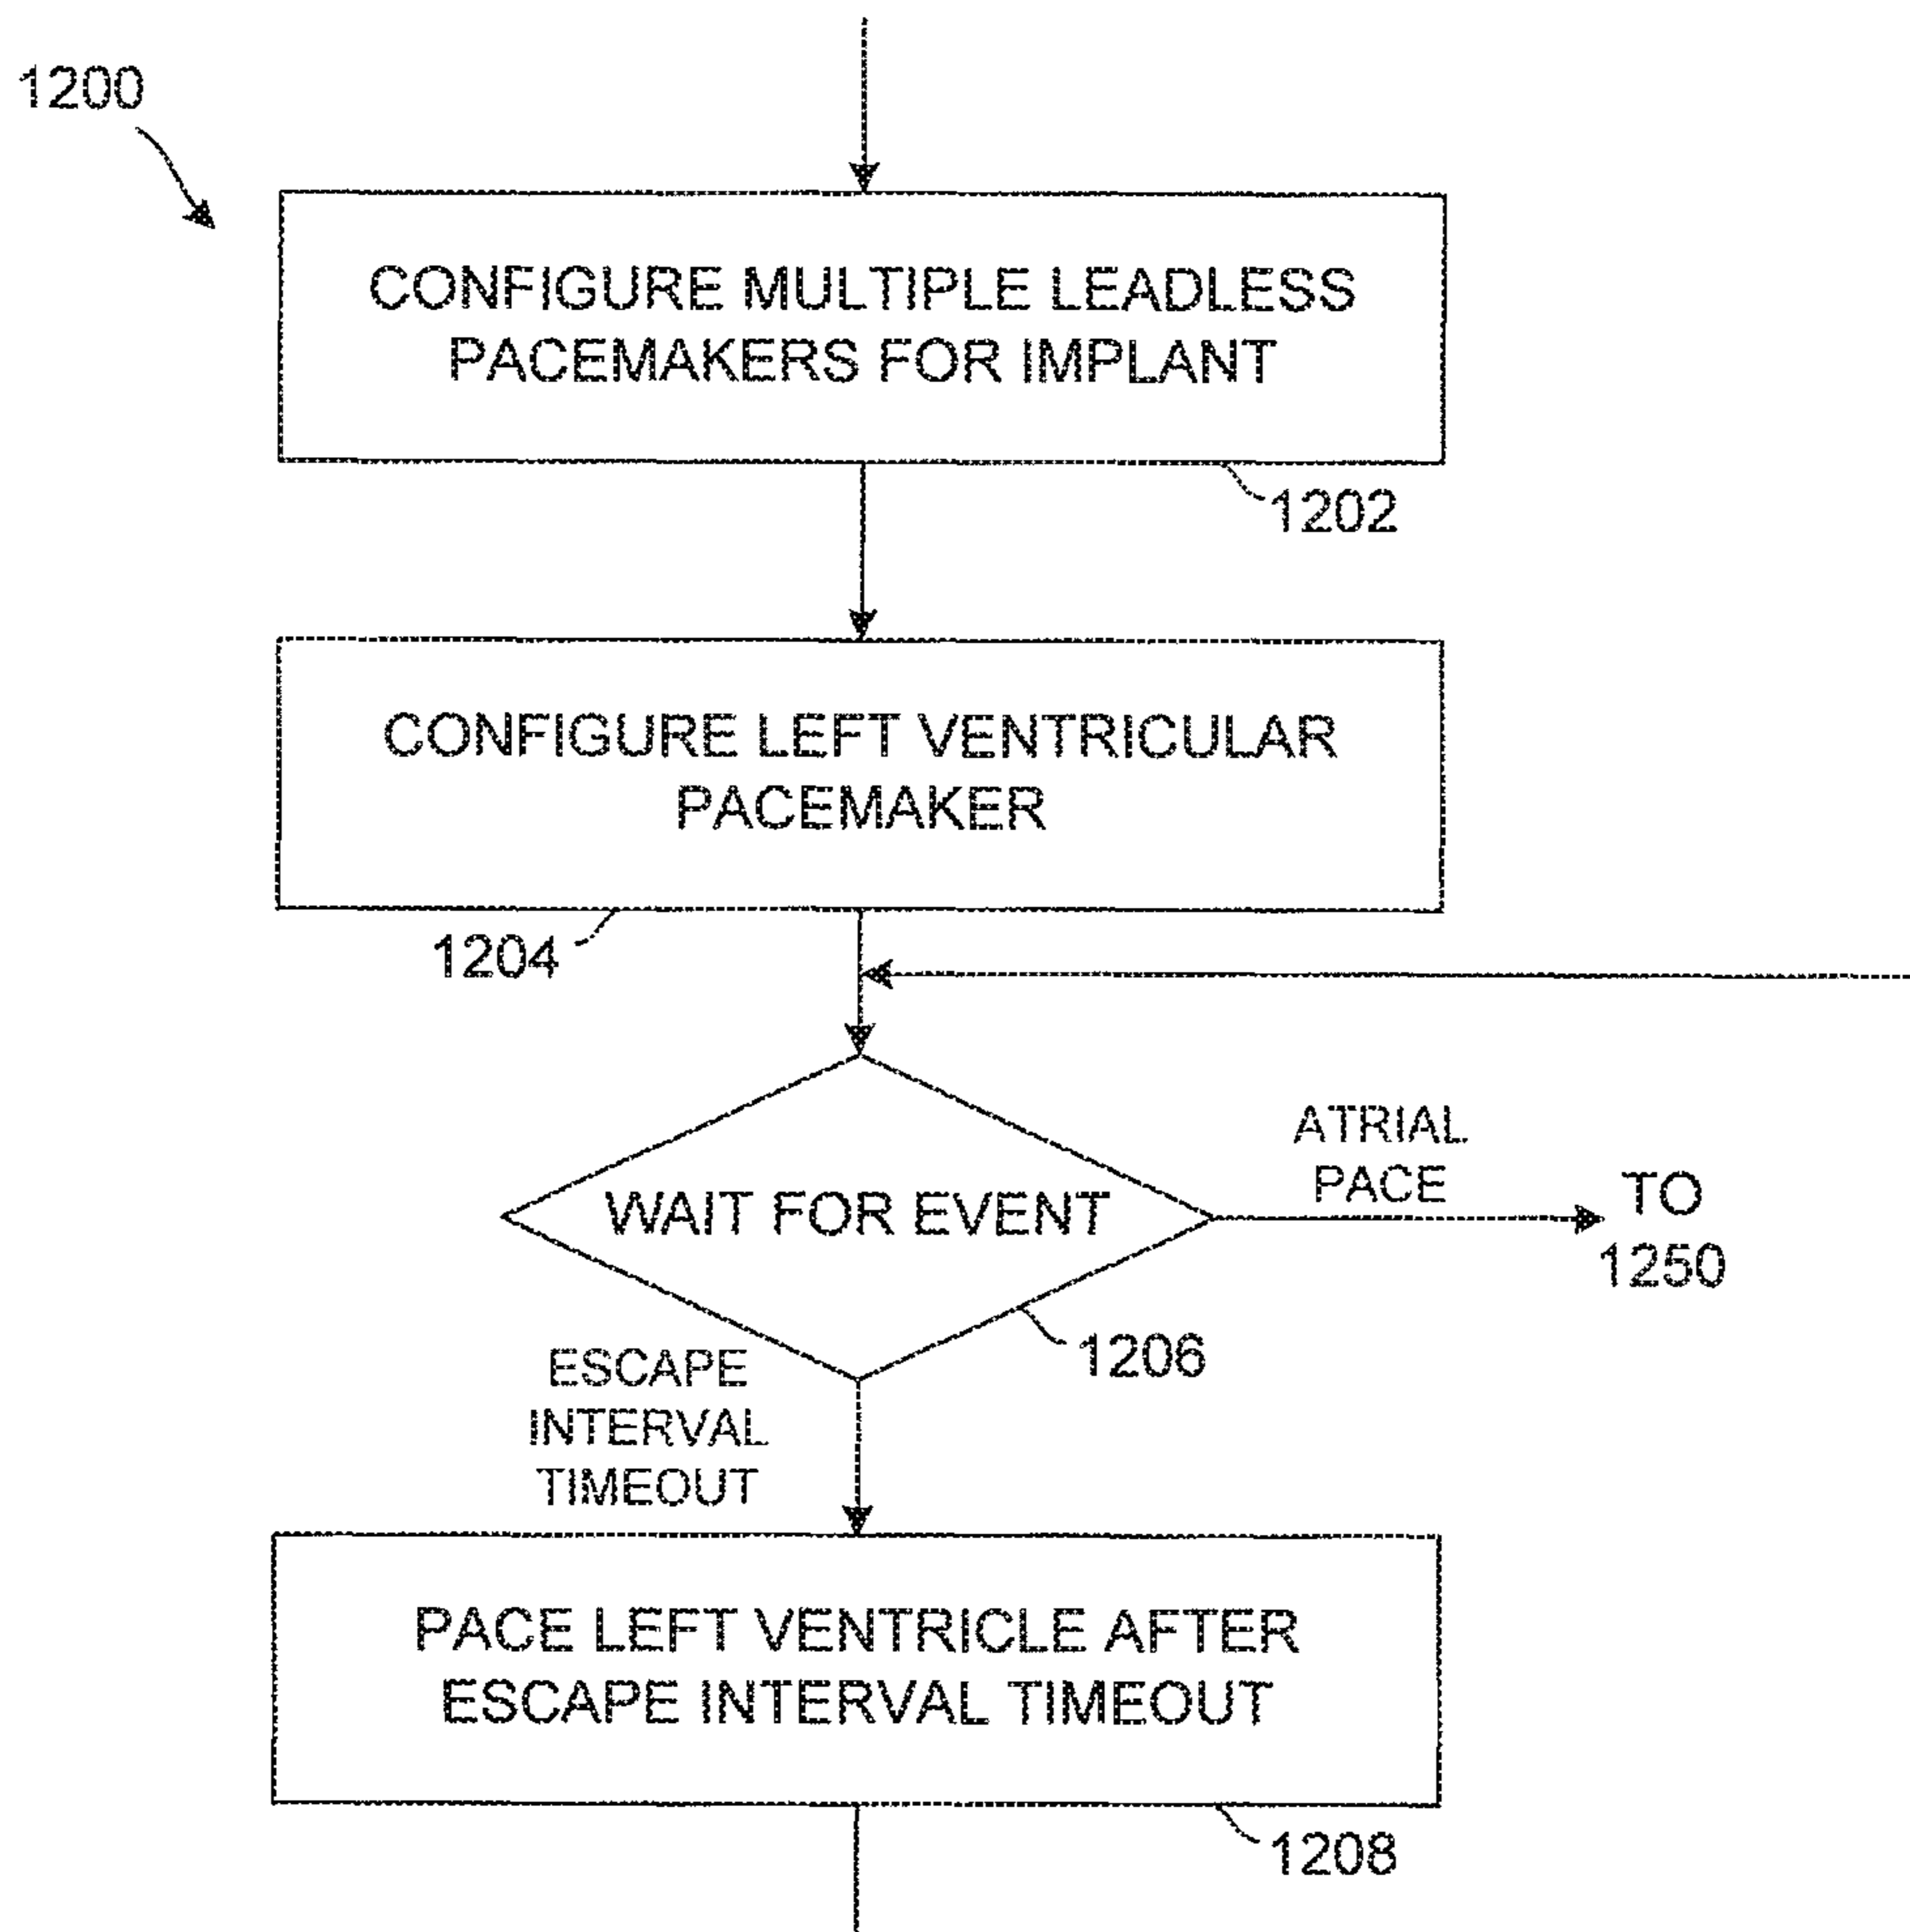 1200
CONFIGURE MULTIPLE LEADLESS
PACEMAKERS FOR IMPLANT
1202
CONFIGURE LEFT VENTRICULAR
PACEMAKER
1204
ATRIAL
PACE
TO
1250
WAIT FOR EVENT
1206
ESCAPE
INTERVAL
TIMEOUT
PACE LEFT VENTRICLE AFTER
ESCAPE INTERVAL TIMEOUT
1208